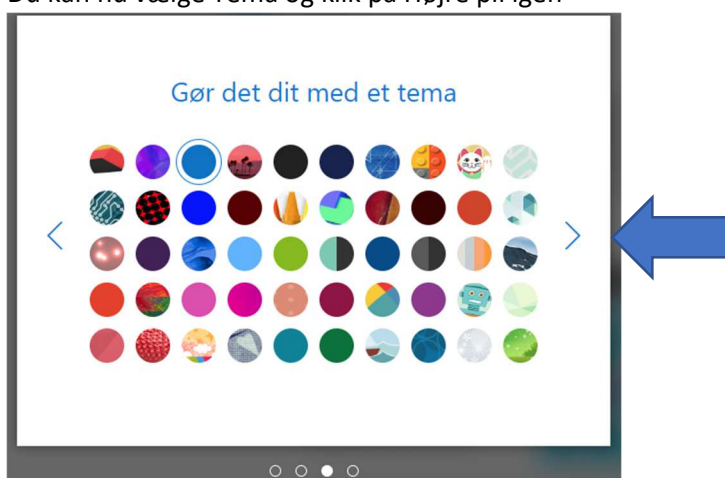 Du kan nu vælge Tema og klik på Højre pil igen
Gør det dit med et tema